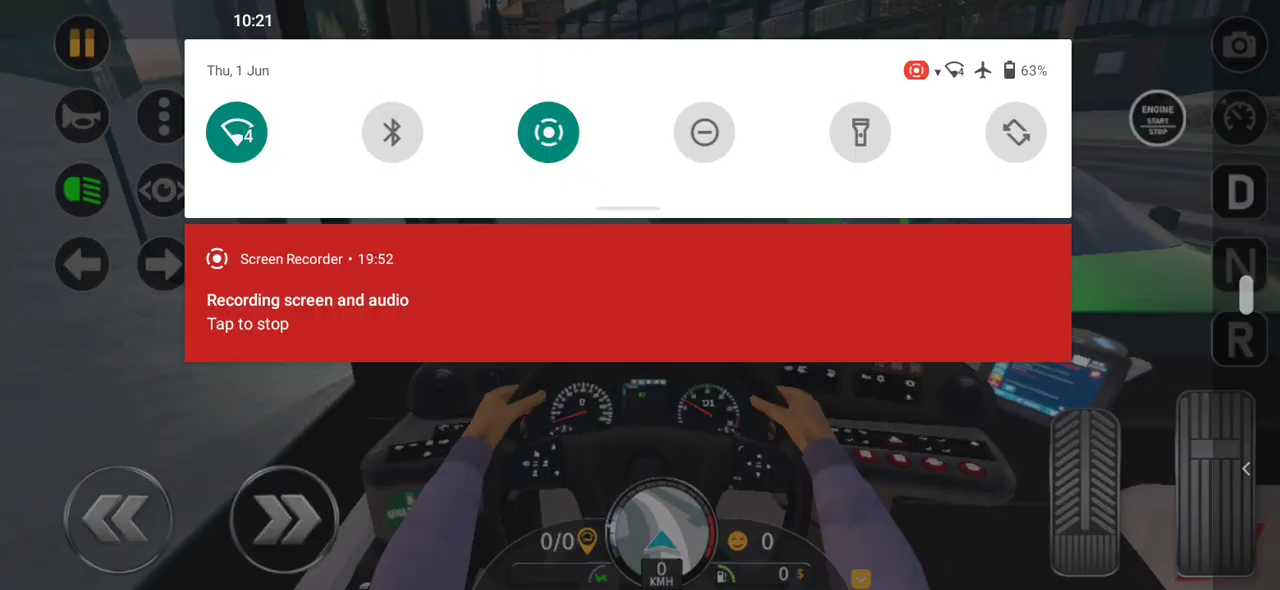 10:21
Thu, 1 Jun
4
63%
4
ENGINE
START
STOP
D
Screen Recorder • 19:52
N
Recording screen and audio
Tap to stop
R
0/0
0
0
KMH
0 $